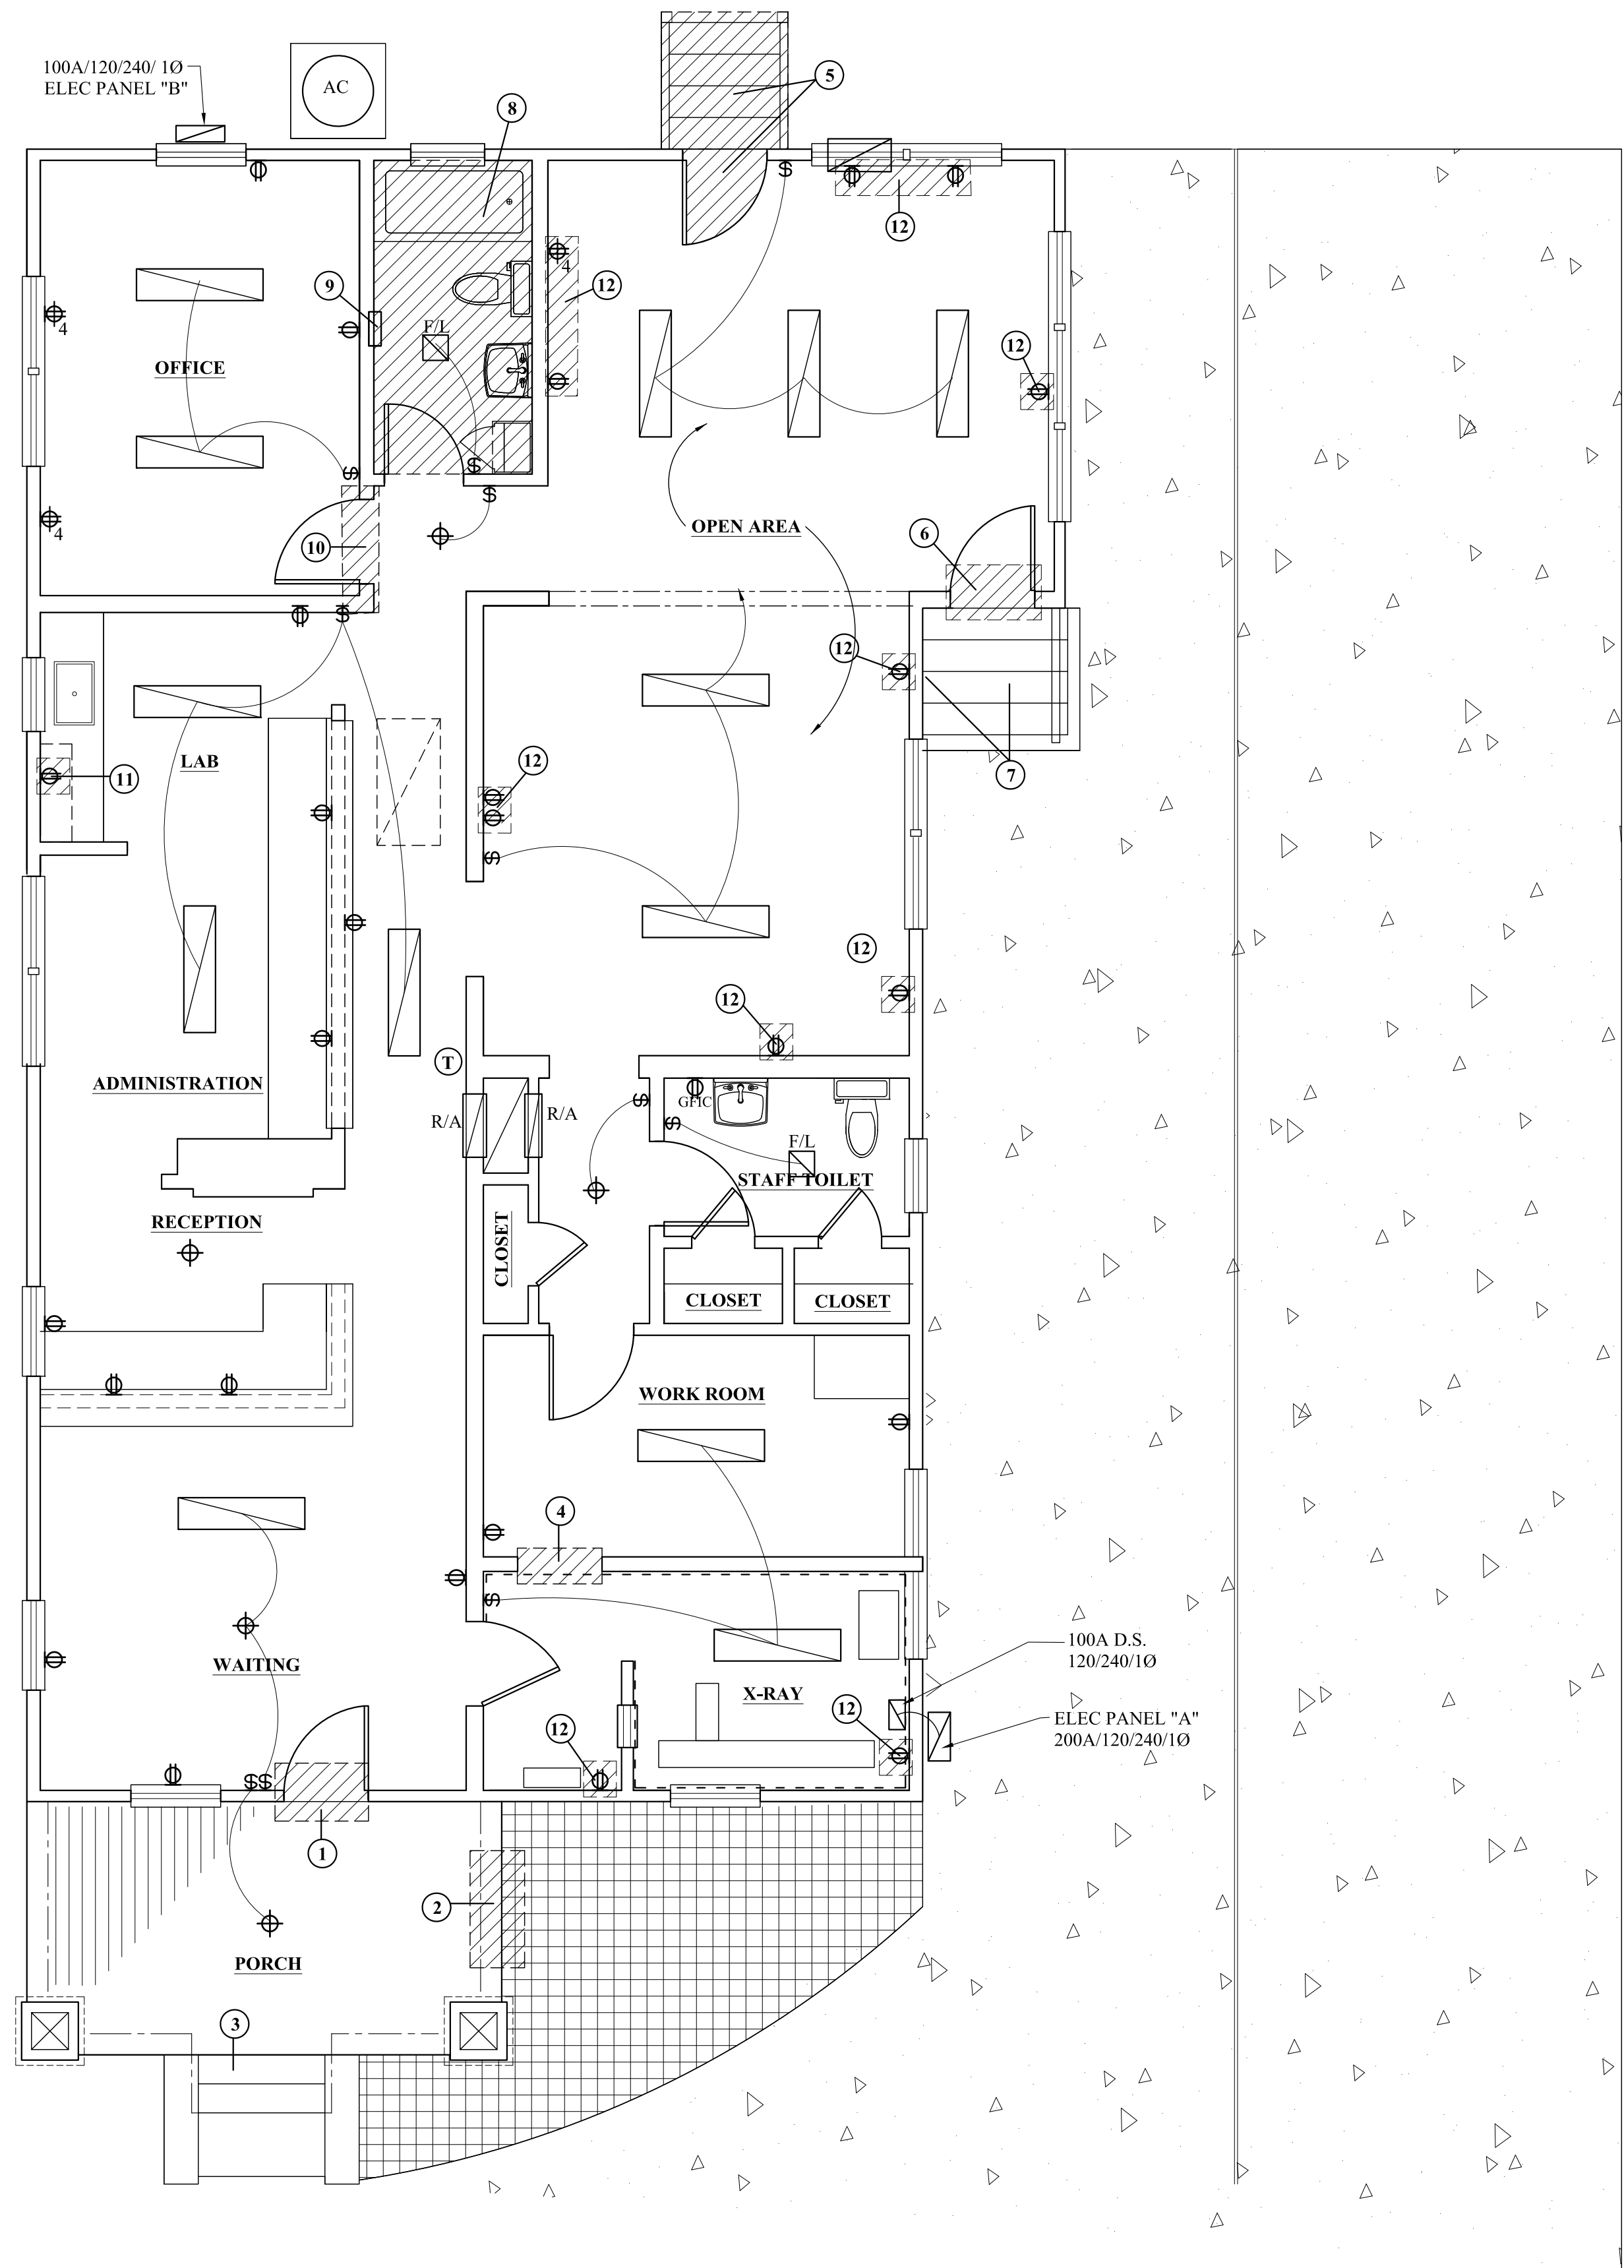 100A/120/240/ 1Ø
ELEC PANEL "B"
AC
5
8
$
12
12
4
9
4
F/L
12
OFFICE
$
$
$
OPEN AREA
4
6
10
$
12
LAB
12
7
11
$
12
12
T
ADMINISTRATION
R/A
R/A
$
GFIC
$
F/L
STAFF TOILET
RECEPTION
CLOSET
CLOSET
CLOSET
WORK ROOM
4
$
WAITING
100A D.S.
120/240/1Ø
X-RAY
12
12
ELEC PANEL "A"
200A/120/240/1Ø
$$
1
2
PORCH
3